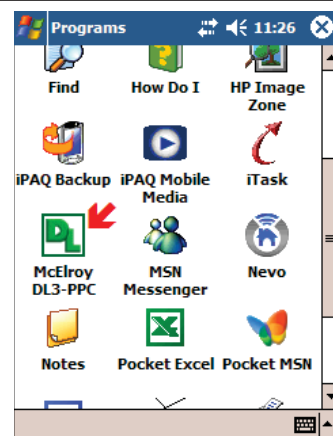 Programs 11:26
Find How Do I HP Image
Zone
iPAQ Backup iPAQ Mobile iTask
Media
DL
McElroy MSN Nevo
DL3-PPC Messenger
Notes Pocket Excel Pocket MSN